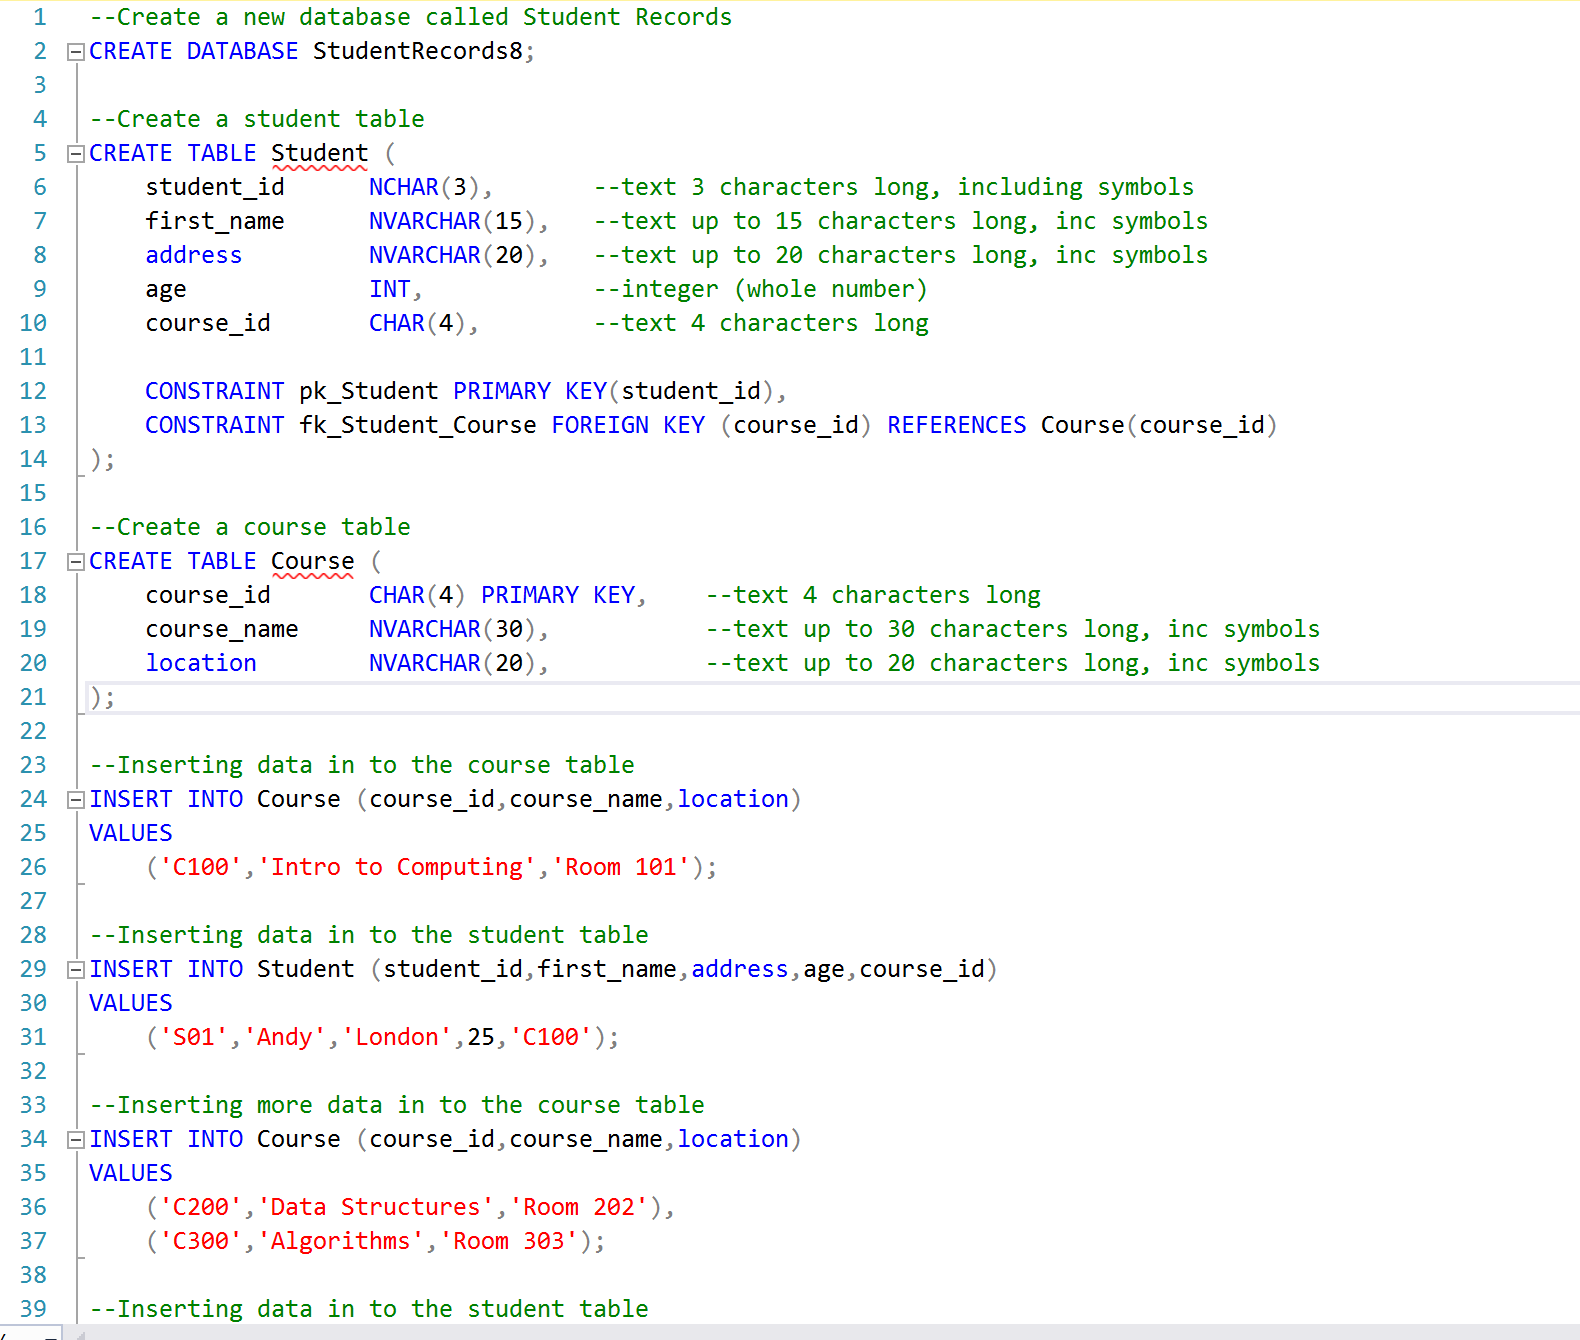 1 --Create a new database called Student Records
2 CREATE DATABASE StudentRecords8;
3
4 --Create a student table
5 CREATE TABLE Student (
6 student_id NCHAR(3), --text 3 characters long, including symbols
7 first_name NVARCHAR(15), --text up to 15 characters long, inc symbols
8 address NVARCHAR(20), --text up to 20 characters long, inc symbols
9 age INT, --integer (whole number)
10 course_id CHAR(4), --text 4 characters long
11
12 CONSTRAINT pk_Student PRIMARY KEY(student_id),
13 CONSTRAINT fk_Student_Course FOREIGN KEY (course_id) REFERENCES Course(course_id)
14 );
15
16 --Create a course table
17 CREATE TABLE Course (
18 course_id CHAR(4) PRIMARY KEY, --text 4 characters long
19 course_name NVARCHAR(30), --text up to 30 characters long, inc symbols
20 location NVARCHAR(20), --text up to 20 characters long, inc symbols
21 );
22
23 --Inserting data in to the course table
24 INSERT INTO Course (course_id,course_name,location)
25 VALUES
26 ('C100','Intro to Computing','Room 101');
27
28 --Inserting data in to the student table
29 INSERT INTO Student (student_id,first_name,address,age,course_id)
30 VALUES
31 ('S01','Andy','London',25,'C100');
32
33 --Inserting more data in to the course table
34 INSERT INTO Course (course_id,course_name,location)
35 VALUES
36 ('C200','Data Structures','Room 202'),
37 ('C300','Algorithms','Room 303');
38
39 --Inserting data in to the student table